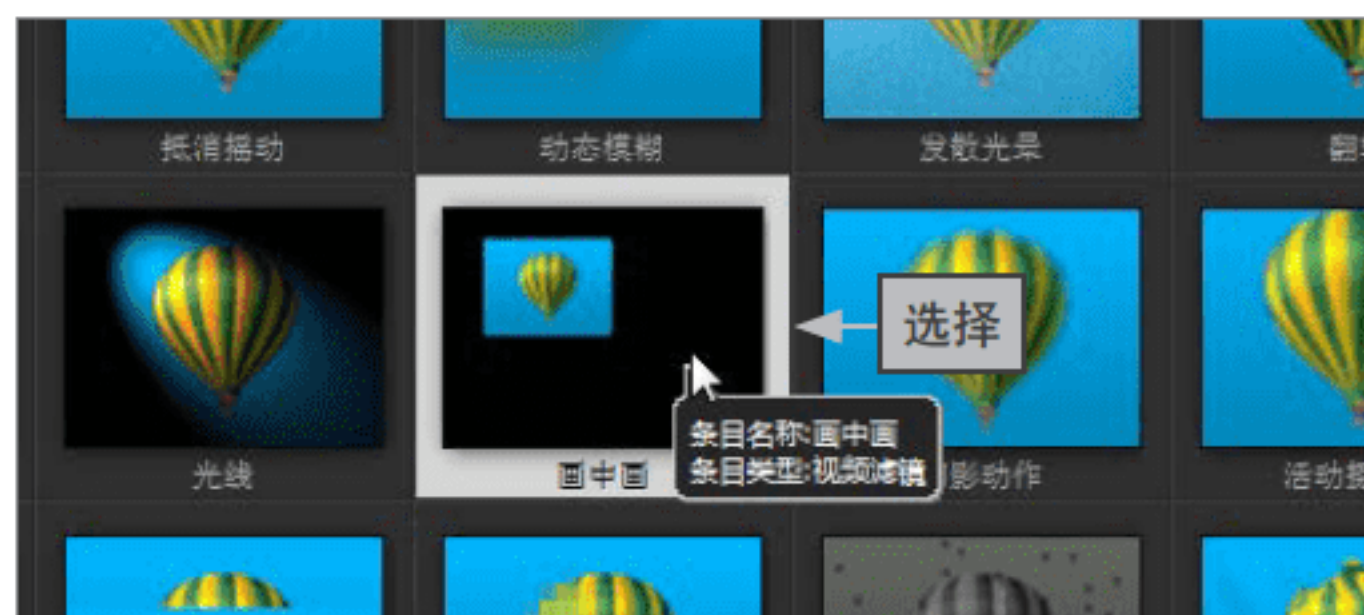 抵消摇动
动态模糊
发散光晕
翻
选择
条目名称:画中画
条目类型:视频滤镜
光线
画中画
影动作
活动摄